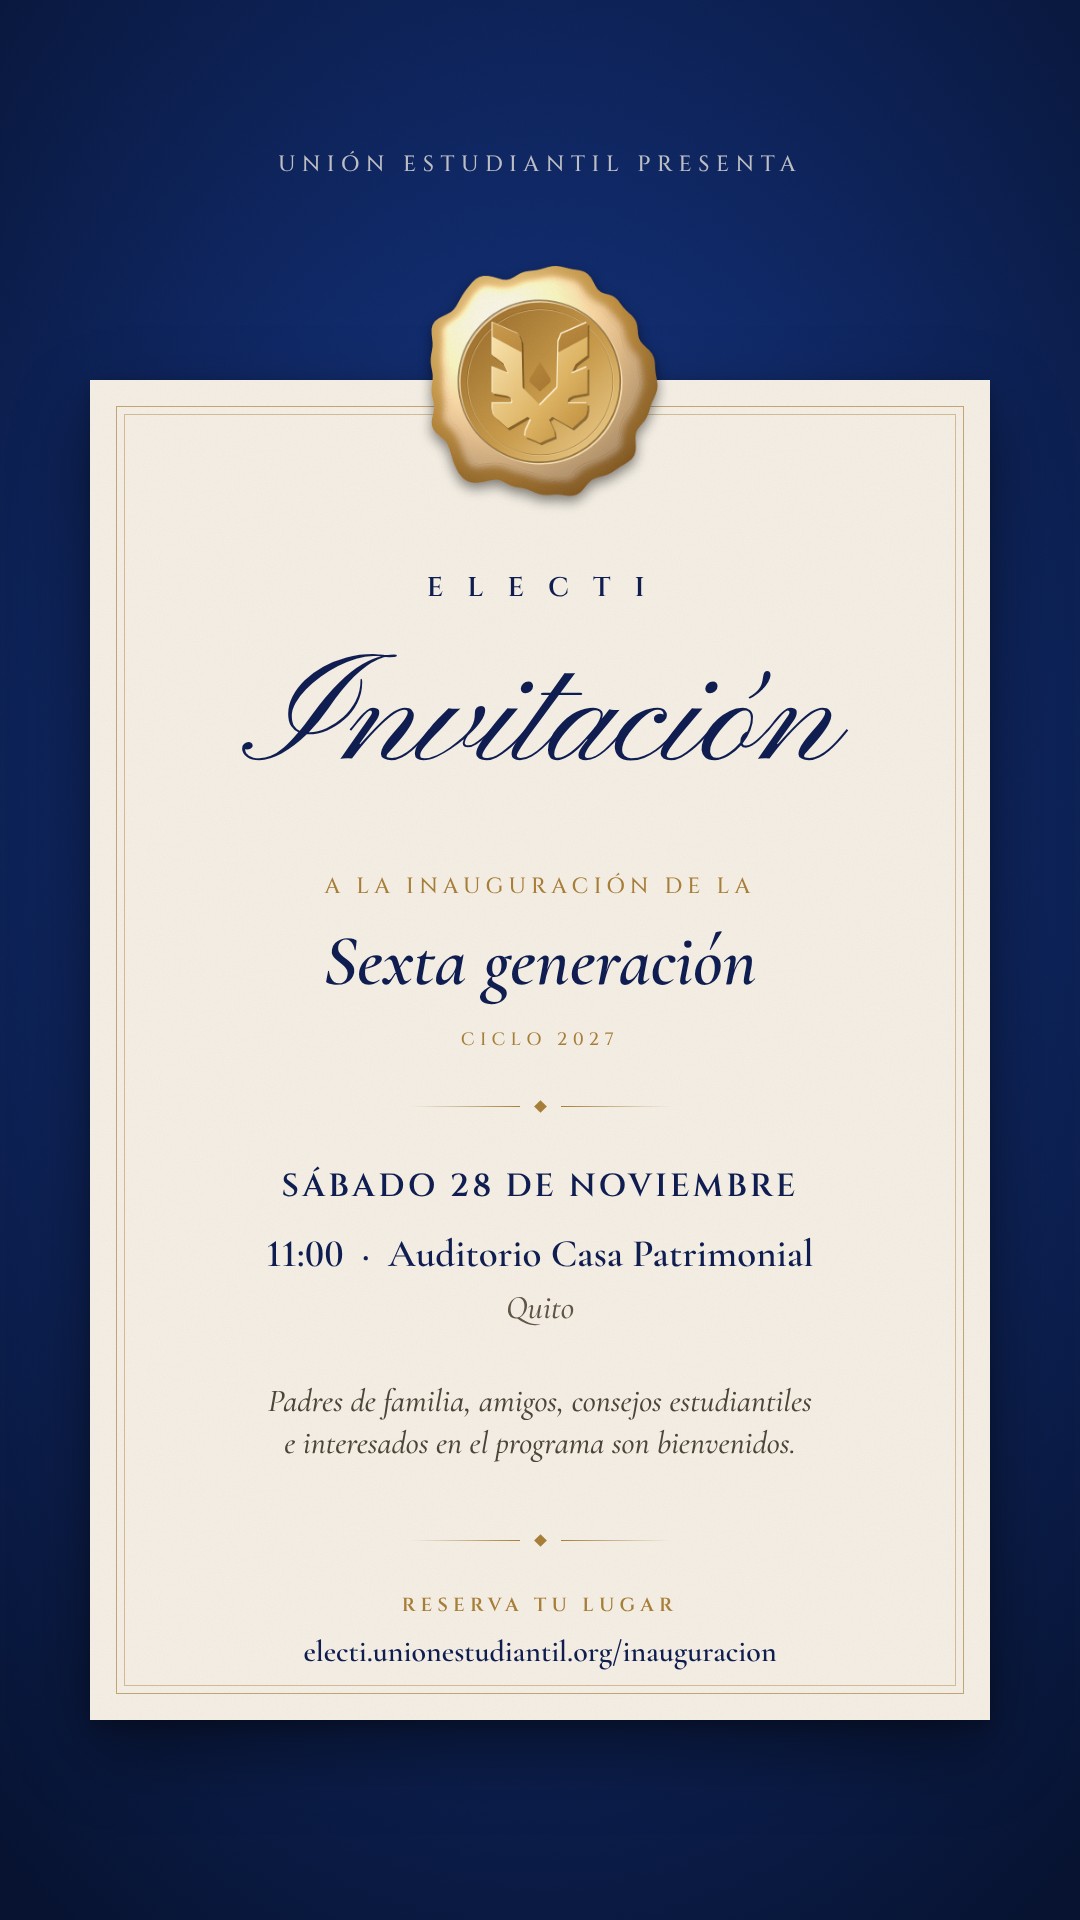 UNIÓN ESTUDIANTIL PRESENTA
ELECTI
Invitación
A LA INAUGURACIÓN DE LA
Sexta generación
CICLO 2027
SÁBADO 28 DE NOVIEMBRE
11:00 · Auditorio Casa Patrimonial
Quito
Padres de familia, amigos, consejos estudiantiles
e interesados en el programa son bienvenidos.
RESERVA TU LUGAR
electi.unionestudiantil.org/inauguracion